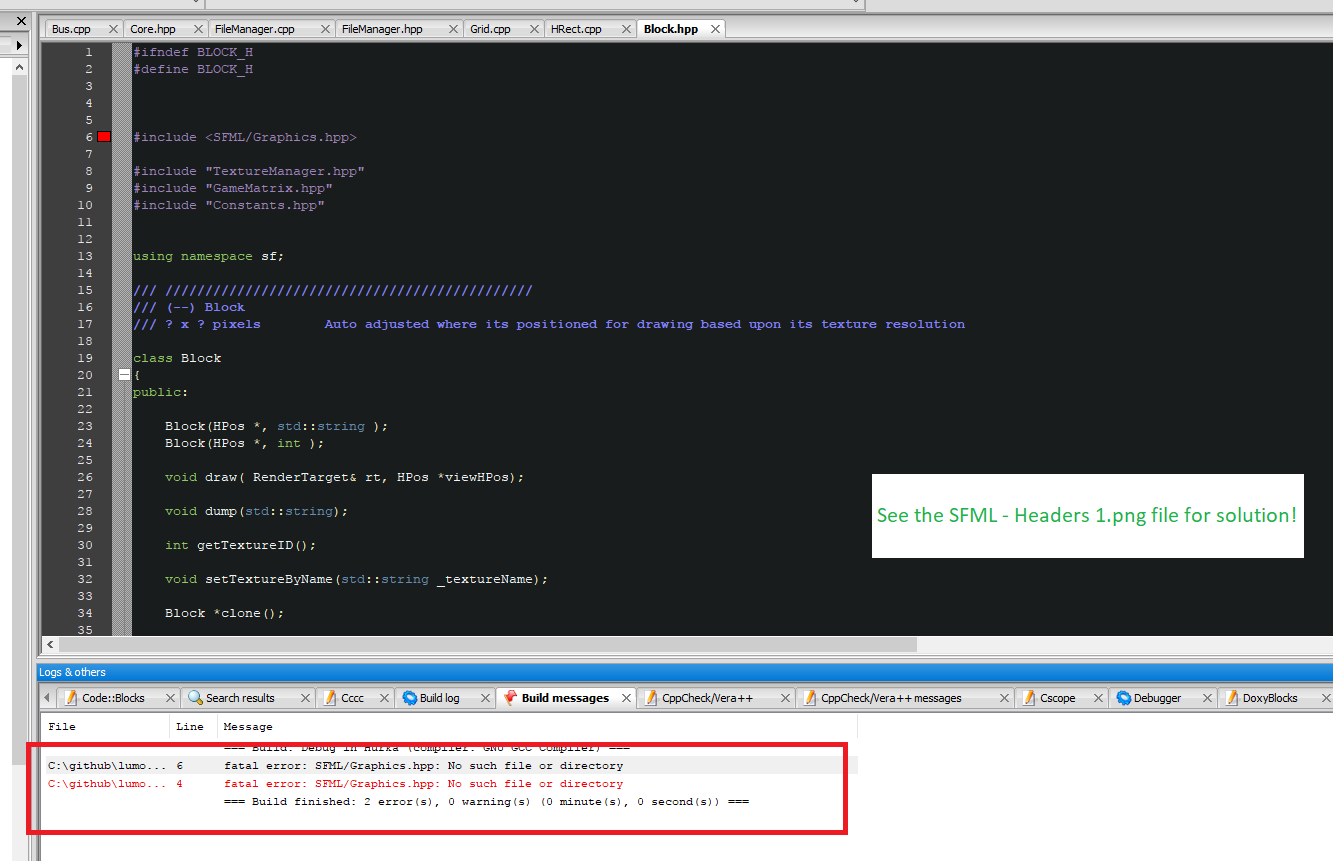 Bus.cpp Core.hpp FileManager.cpp FileManager.hpp Grid.cpp HRect.cpp Block.hpp
1 #ifndef BLOCK_H
2 #define BLOCK_H
3
4
5
6 #include <SFML/Graphics.hpp>
7
8 #include "TextureManager.hpp"
9 #include "GameMatrix.hpp"
10 #include "Constants.hpp"
11
12
13 using namespace sf;
14
15 /// //////////////////////////////////////////////
16 /// (--) Block
17 /// ? x ? pixels        Auto adjusted where its positioned for drawing based upon its texture resolution
18
19 class Block
20 {
21 public:
22
23     Block(HPos *, std::string );
24     Block(HPos *, int );
25
26     void draw( RenderTarget& rt, HPos *viewHPos);
27
28     void dump(std::string);
29
30     int getTextureID();
31
32     void setTextureByName(std::string _textureName);
33
34     Block *clone();
35
See the SFML - Headers 1.png file for solution!
Logs & others
Code::Blocks Search results Cccc Build log Build messages CppCheck/Vera++ CppCheck/Vera++ messages Cscope Debugger DoxyBlocks
File Line Message
=== Build: Debug in Hurka (compiler: GNU GCC Compiler) ===
C:\github\lumo... 6 fatal error: SFML/Graphics.hpp: No such file or directory
C:\github\lumo... 4 fatal error: SFML/Graphics.hpp: No such file or directory
=== Build finished: 2 error(s), 0 warning(s) (0 minute(s), 0 second(s)) ===